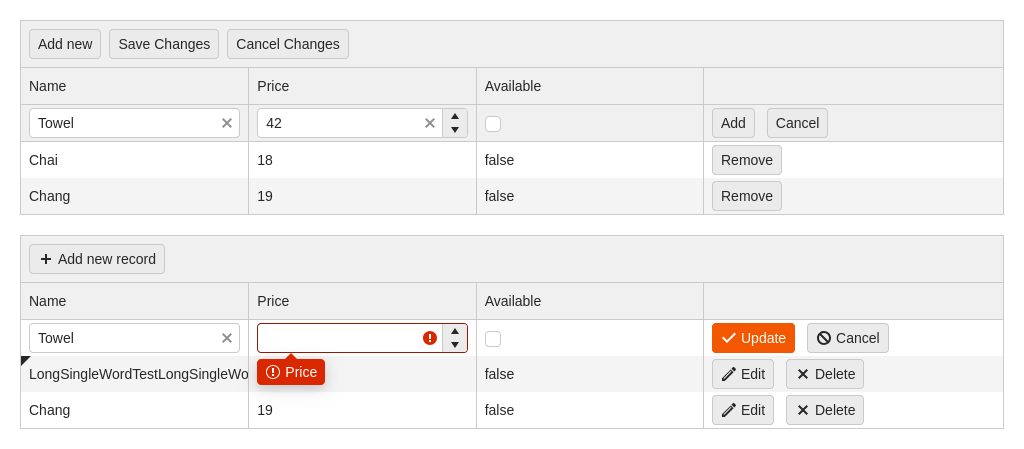 Add new Save Changes Cancel Changes
Name Price Available
Towel 42 Add Cancel
Chai 18 false Remove
Chang 19 false Remove
Add new record
Name Price Available
Towel Update Cancel
LongSingleWordTestLongSingleWo Price false Edit Delete
Chang 19 false Edit Delete